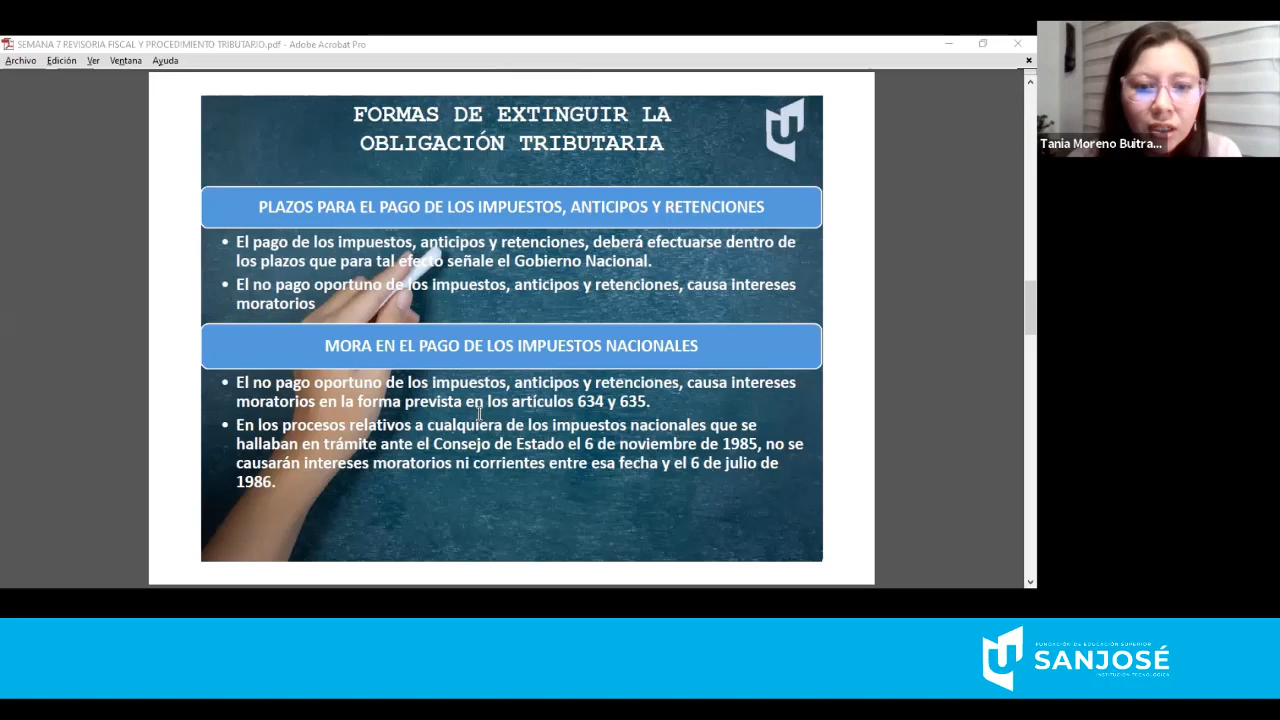 SEMANA 7 REVISORIA FISCAL Y PROCEDIMIENTO TRIBUTARIO.pdf - Adobe Acrobat Pro
Archivo Edición Ver Ventana Ayuda
FORMAS DE EXTINGUIR LA
OBLIGACIÓN TRIBUTARIA
PLAZOS PARA EL PAGO DE LOS IMPUESTOS, ANTICIPOS Y RETENCIONES
• El pago de los impuestos, anticipos y retenciones, deberá efectuarse dentro de
los plazos que para tal efecto señale el Gobierno Nacional.
• El no pago oportuno de los impuestos, anticipos y retenciones, causa intereses
moratorios
MORA EN EL PAGO DE LOS IMPUESTOS NACIONALES
• El no pago oportuno de los impuestos, anticipos y retenciones, causa intereses
moratorios en la forma prevista en los artículos 634 y 635.
• En los procesos relativos a cualquiera de los impuestos nacionales que se
hallaban en trámite ante el Consejo de Estado el 6 de noviembre de 1985, no se
causarán intereses moratorios ni corrientes entre esa fecha y el 6 de julio de
1986.
Tania Moreno Buitra...
FUNDACIÓN DE EDUCACIÓN SUPERIOR
SANJOSÉ
INSTITUCIÓN TECNOLÓGICA